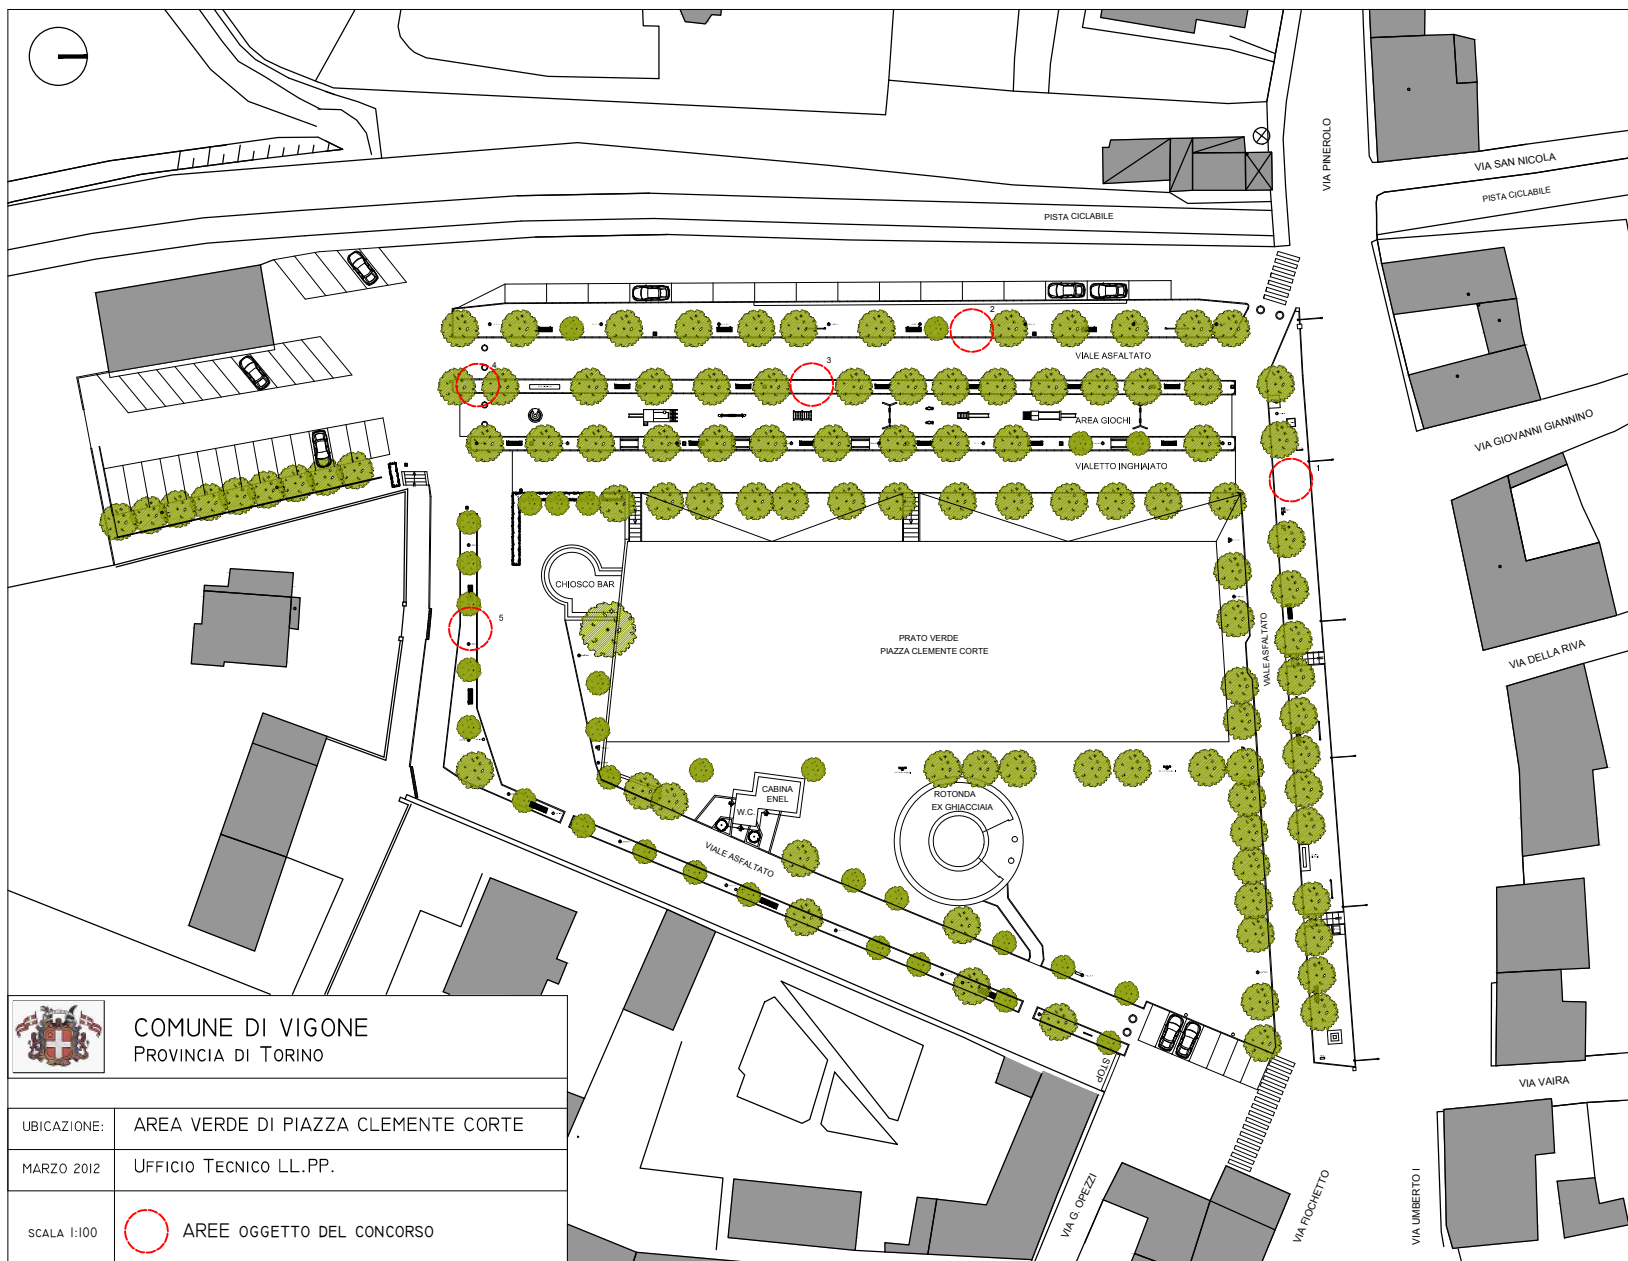 VIA PINEROLO
VIA SAN NICOLA
PISTA CICLABILE
PISTA CICLABILE
2
VIALE ASFALTATO
3
4
AREA GIOCHI
VIA GIOVANNI GIANNINO
VIALETTO INGHIAIATO
1
CHIOSCO BAR
5
PRATO VERDE
PIAZZA CLEMENTE CORTE
VIALE ASFALTATO
VIA DELLA RIVA
CABINA
ENEL
W.C.
ROTONDA
EX GHIACCIAIA
VIALE ASFALTATO
STOP
VIA VAIRA
VIA G. OPEZZI
VIA FIOCHETTO
VIA UMBERTO I
COMUNE DI VIGONE
PROVINCIA DI TORINO
UBICAZIONE:
AREA VERDE DI PIAZZA CLEMENTE CORTE
MARZO 2012
UFFICIO TECNICO LL.PP.
SCALA 1:100
AREE OGGETTO DEL CONCORSO